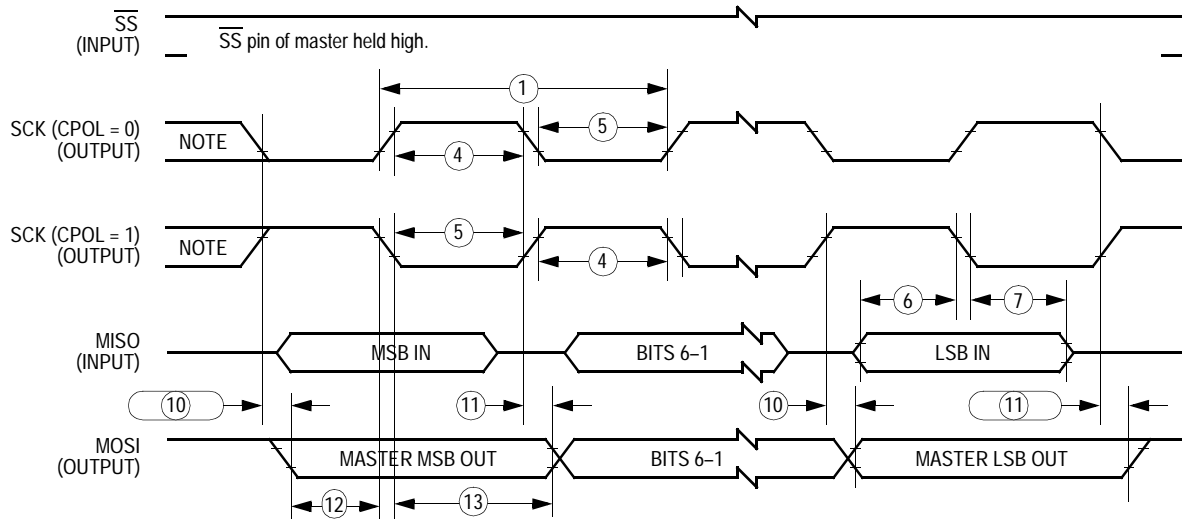 SS
(INPUT)
SS pin of master held high.
1
SCK (CPOL = 0)
(OUTPUT)
NOTE
5
4
SCK (CPOL = 1)
(OUTPUT)
NOTE
5
4
6
7
MISO
(INPUT)
MSB IN
BITS 6–1
LSB IN
10
11
10
11
MOSI
(OUTPUT)
MASTER MSB OUT
BITS 6–1
MASTER LSB OUT
12
13